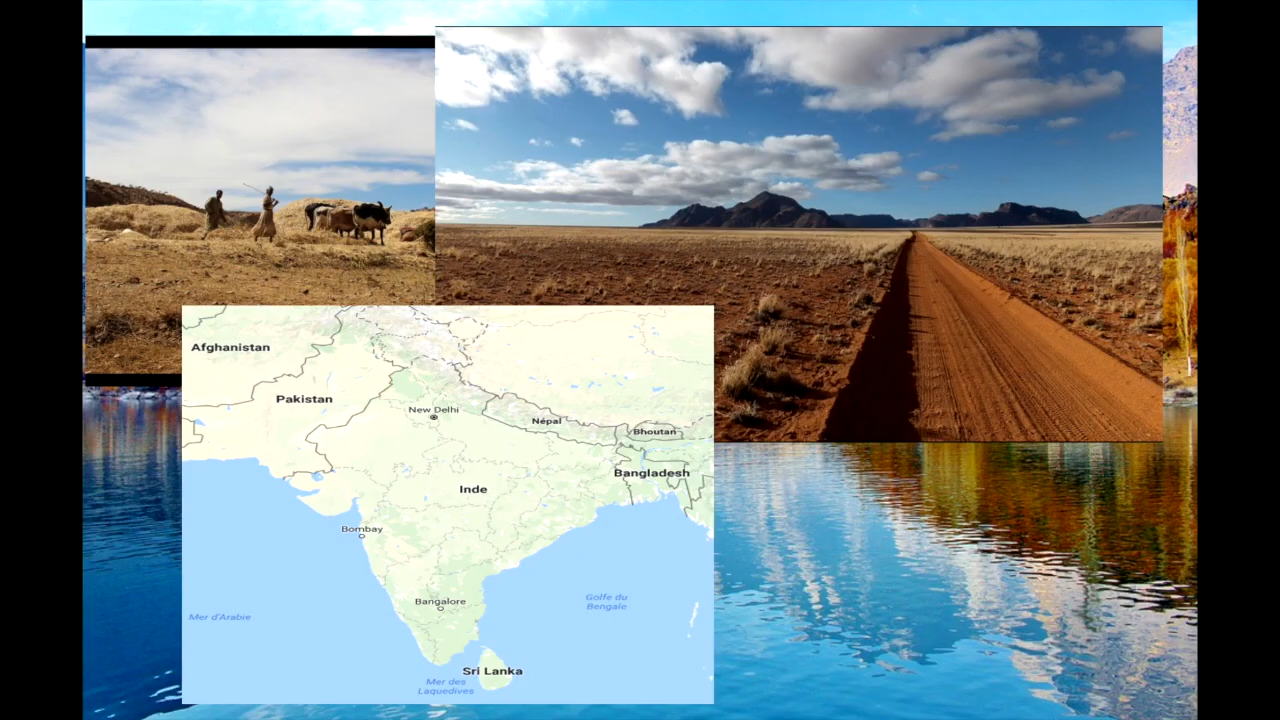 Afghanistan
Pakistan
New Delhi
Népal
Bhoutan
Bangladesh
Inde
Bombay
Bangalore
Golfe du
Bengale
Mer d'Arabie
Sri Lanka
Mer des
Laquedives